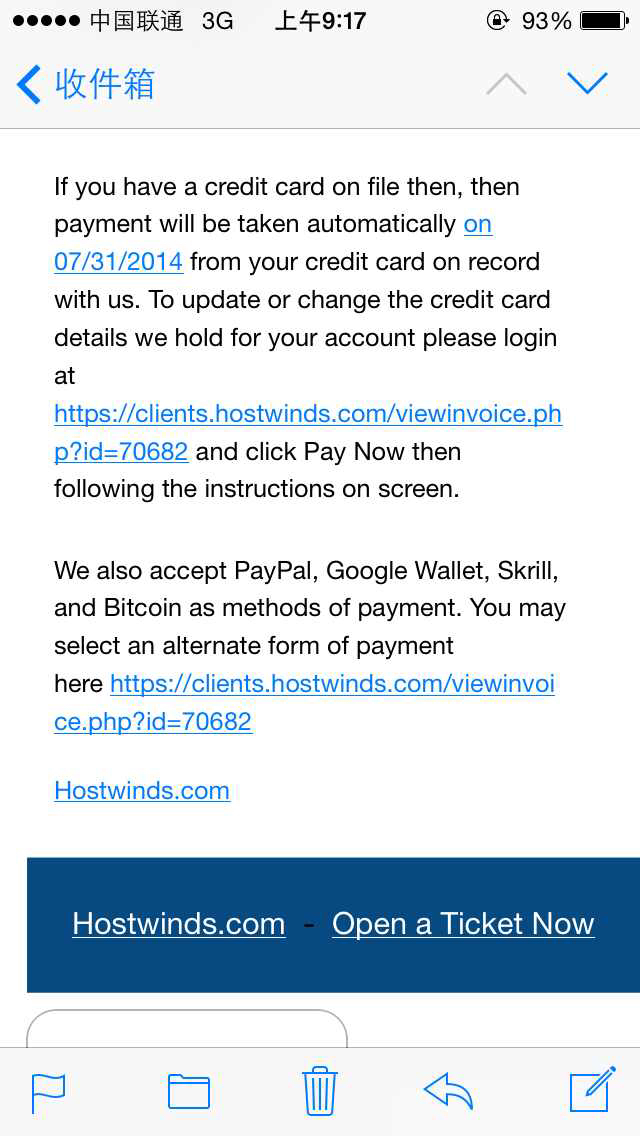 中国联通 3G 上午9:17 93%
收件箱
If you have a credit card on file then, then
payment will be taken automatically on
07/31/2014 from your credit card on record
with us. To update or change the credit card
details we hold for your account please login
at
https://clients.hostwinds.com/viewinvoice.ph
p?id=70682 and click Pay Now then
following the instructions on screen.
We also accept PayPal, Google Wallet, Skrill,
and Bitcoin as methods of payment. You may
select an alternate form of payment
here https://clients.hostwinds.com/viewinvoi
ce.php?id=70682
Hostwinds.com
Hostwinds.com - Open a Ticket Now